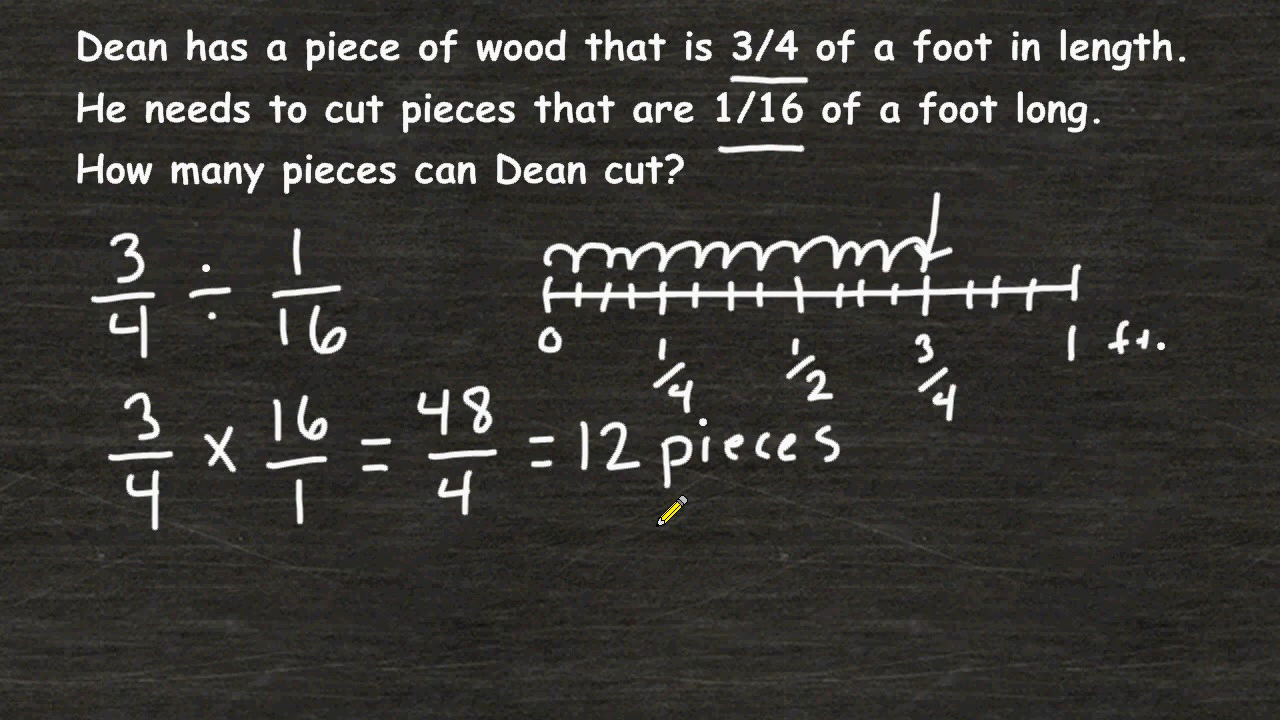 Dean has a piece of wood that is 3/4 of a foot in length.
He needs to cut pieces that are 1/16 of a foot long.
How many pieces can Dean cut?
3/4 ÷ 1/16
0 1/4 1/2 3/4 1 ft.
3/4 x 16/1 = 48/4 = 12 pieces